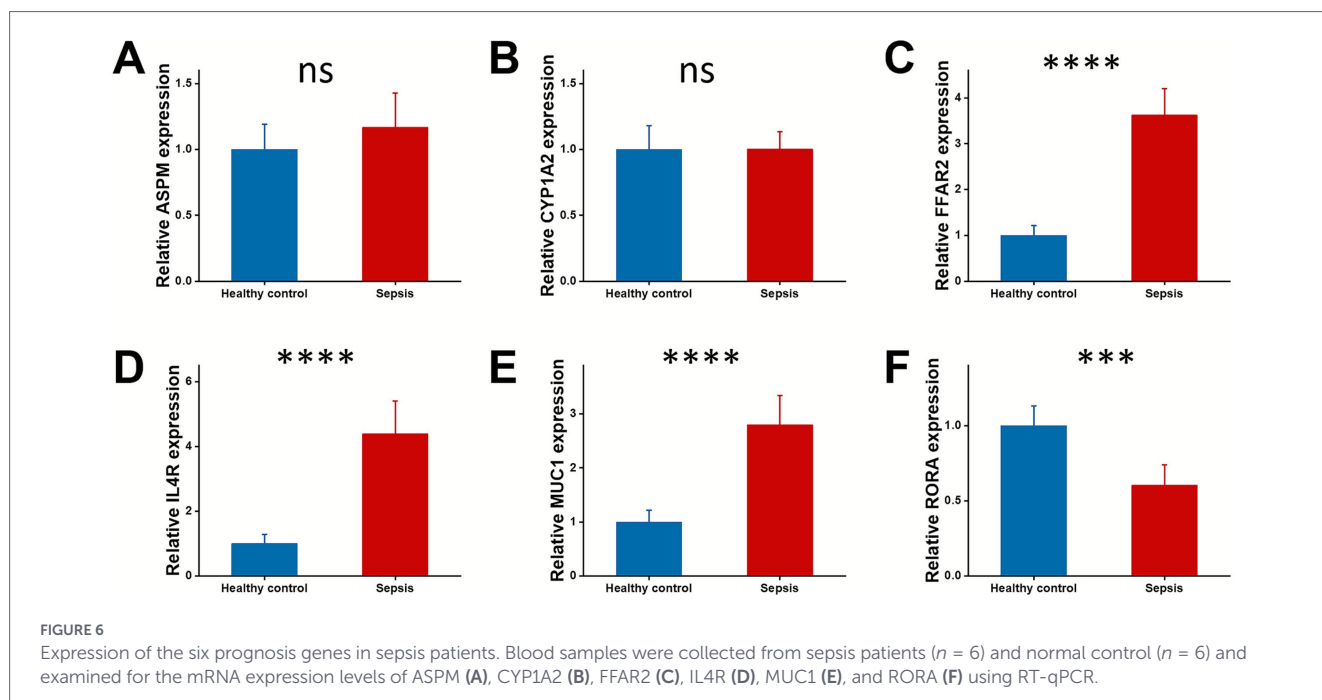 A
ns
Relative ASPM expression
1.5
1.0
0.5
0.0
Healthy control
Sepsis
B
ns
Relative CYP1A2 expression
1.5
1.0
0.5
0.0
Healthy control
Sepsis
C
****
Relative FFAR2 expression
4
3
2
1
0
Healthy control
Sepsis
D
****
Relative IL4R expression
6
4
2
0
Healthy control
Sepsis
E
****
Relative MUC1 expression
3
2
1
0
Healthy control
Sepsis
F
***
Relative RORA expression
1.0
0.5
0.0
Healthy control
Sepsis
FIGURE 6
Expression of the six prognosis genes in sepsis patients. Blood samples were collected from sepsis patients (n = 6) and normal control (n = 6) and
examined for the mRNA expression levels of ASPM (A), CYP1A2 (B), FFAR2 (C), IL4R (D), MUC1 (E), and RORA (F) using RT-qPCR.